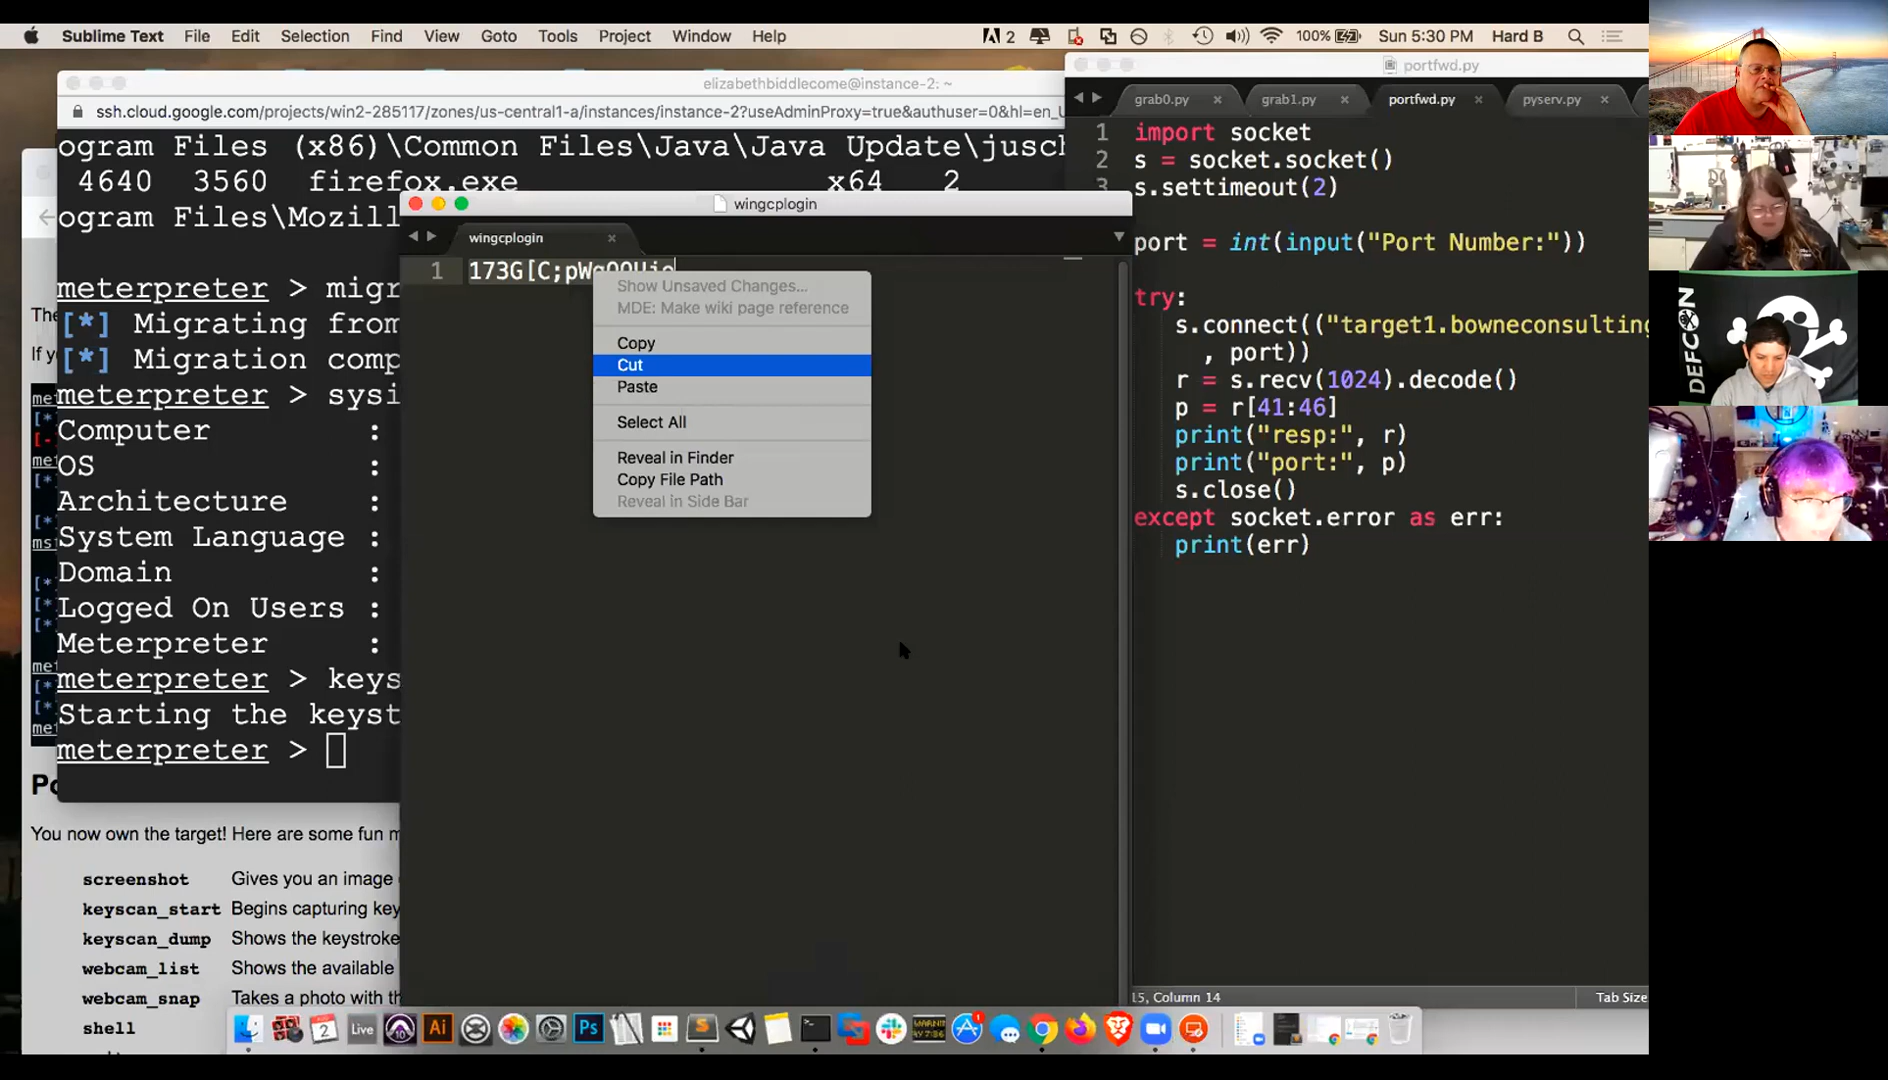 Sublime Text File Edit Selection Find View Goto Tools Project Window Help
2 100% Sun 5:30 PM Hard B
elizabethbiddlecome@instance-2: ~
ssh.cloud.google.com/projects/win2-285117/zones/us-central1-a/instances/instance-2?useAdminProxy=true&authuser=0&hl=en_U
ogram Files (x86)\Common Files\Java\Java Update\jusch
4640 3560 firefox.exe x64 2
ogram Files\Mozill
meterpreter > migr
[*] Migrating from
[*] Migration comp
meterpreter > sysi
Computer :
OS :
Architecture :
System Language :
Domain :
Logged On Users :
Meterpreter :
meterpreter > keys
Starting the keyst
meterpreter >
The
If y
You now own the target! Here are some fun m
screenshot Gives you an image
keyscan_start Begins capturing key
keyscan_dump Shows the keystroke
webcam_list Shows the available
webcam_snap Takes a photo with th
shell
wingcplogin
wingcplogin
1
Show Unsaved Changes...
MDE: Make wiki page reference
Copy
Cut
Paste
Select All
Reveal in Finder
Copy File Path
Reveal in Side Bar
portfwd.py
grab0.py grab1.py portfwd.py pyserv.py
1 import socket
2 s = socket.socket()
3 s.settimeout(2)
port = int(input("Port Number:"))
try:
s.connect(("target1.bowneconsulting
, port))
r = s.recv(1024).decode()
p = r[41:46]
print("resp:", r)
print("port:", p)
s.close()
except socket.error as err:
print(err)
15, Column 14 Tab Size
2 Live Ai Ps
DEFCON